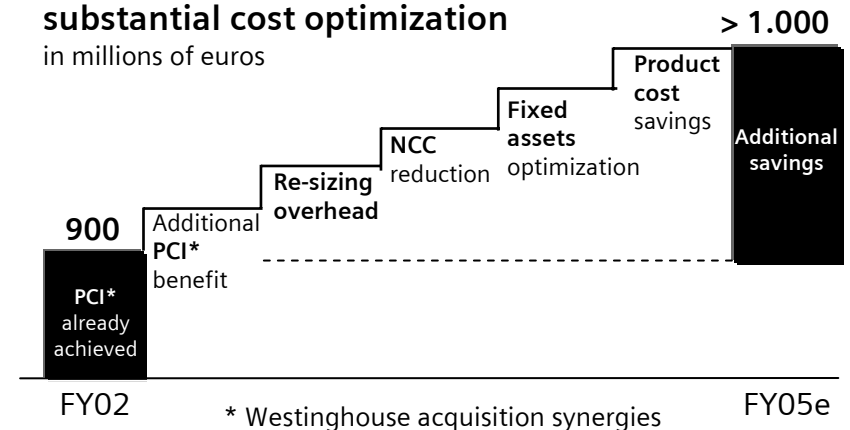 substantial cost optimization
in millions of euros
> 1.000
Product
cost
savings
Fixed
assets
optimization
NCC
reduction
Re-sizing
overhead
Additional
PCI*
benefit
900
PCI*
already
achieved
Additional
savings
FY02
FY05e
* Westinghouse acquisition synergies